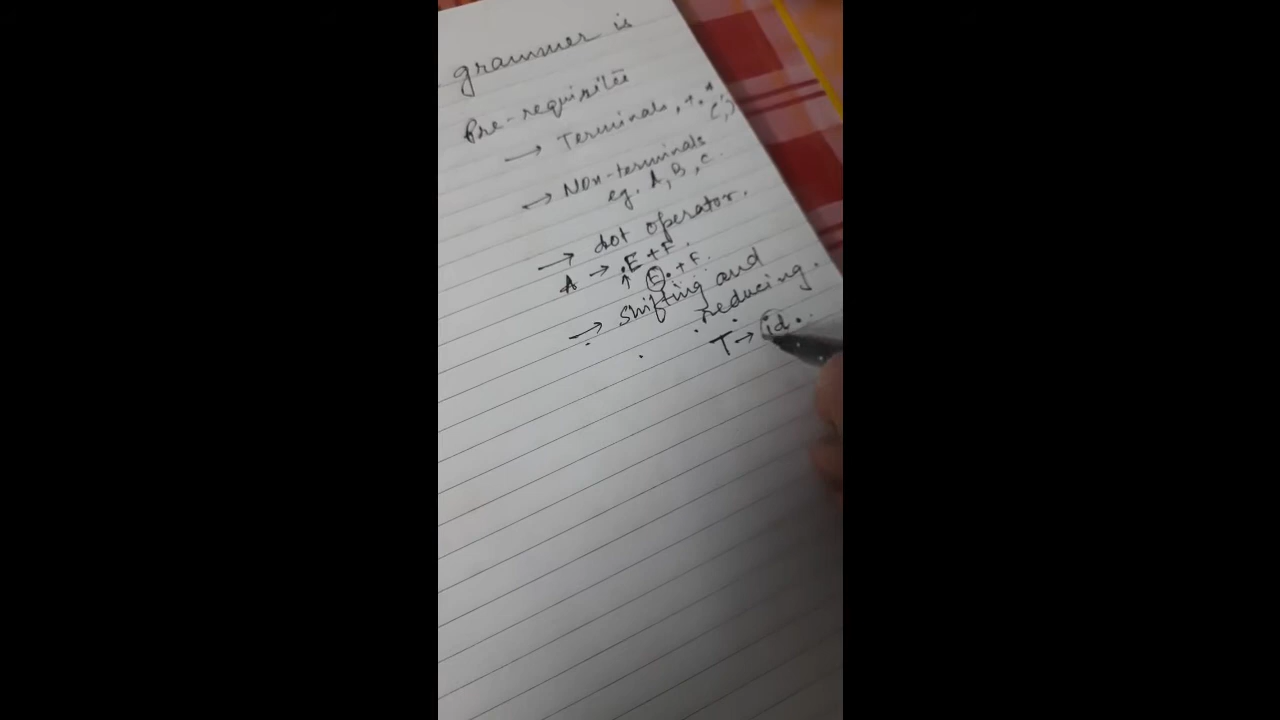 grammer is
Pre-requisites
→ Terminals, +, *
(, )
→ Non-terminals
eg. A, B, C.
→ dot operator.
A → .E + F.
↑ E. + F.
→ shifting and
reducing.
T → id.